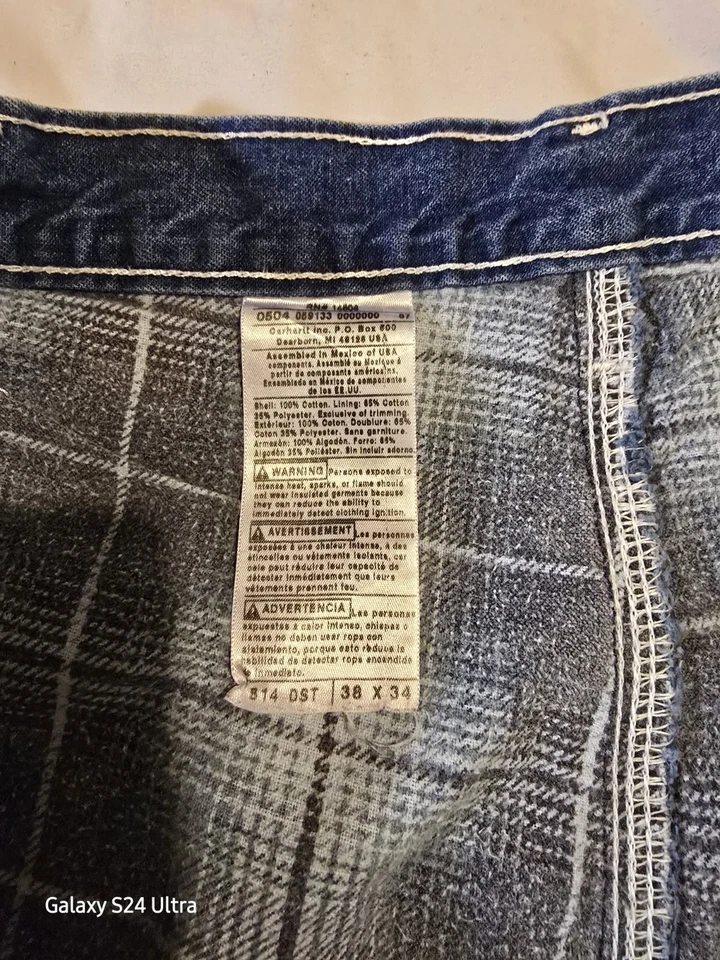 RN# 14806
0504 059133 0000000 07
Carhartt Inc. P.O. Box 600
Dearborn, MI 48126 USA
Assembled in Mexico of USA
components. Assemblé au Mexique à
partir de composants américains.
Ensamblado en México de componentes
de los EE.UU.
Shell: 100% Cotton. Lining: 65% Cotton
35% Polyester. Exclusive of trimming.
Extérieur: 100% Coton. Doublure: 65%
Coton 35% Polyester. Sans garniture.
Armazón: 100% Algodón. Forro: 65%
Algodón 35% Poliéster. Sin incluir adorno
WARNING Persons exposed to
intense heat, sparks, or flame should
not wear insulated garments because
they can reduce the ability to
immediately detect clothing ignition.
AVERTISSEMENT Les personnes
exposées à une chaleur intense, à des
étincelles ou vêtements isolants, car
cela peut réduire leur capacité de
détecter immédiatement que leurs
vêtements prennent feu.
ADVERTENCIA Las personas
expuestas a calor intenso, chispas o
llamas no deben usar ropa con
aislamiento, porque esto reduce la
habilidad de detectar ropa encendida
de inmediato.
814 DST 38 X 34
Galaxy S24 Ultra